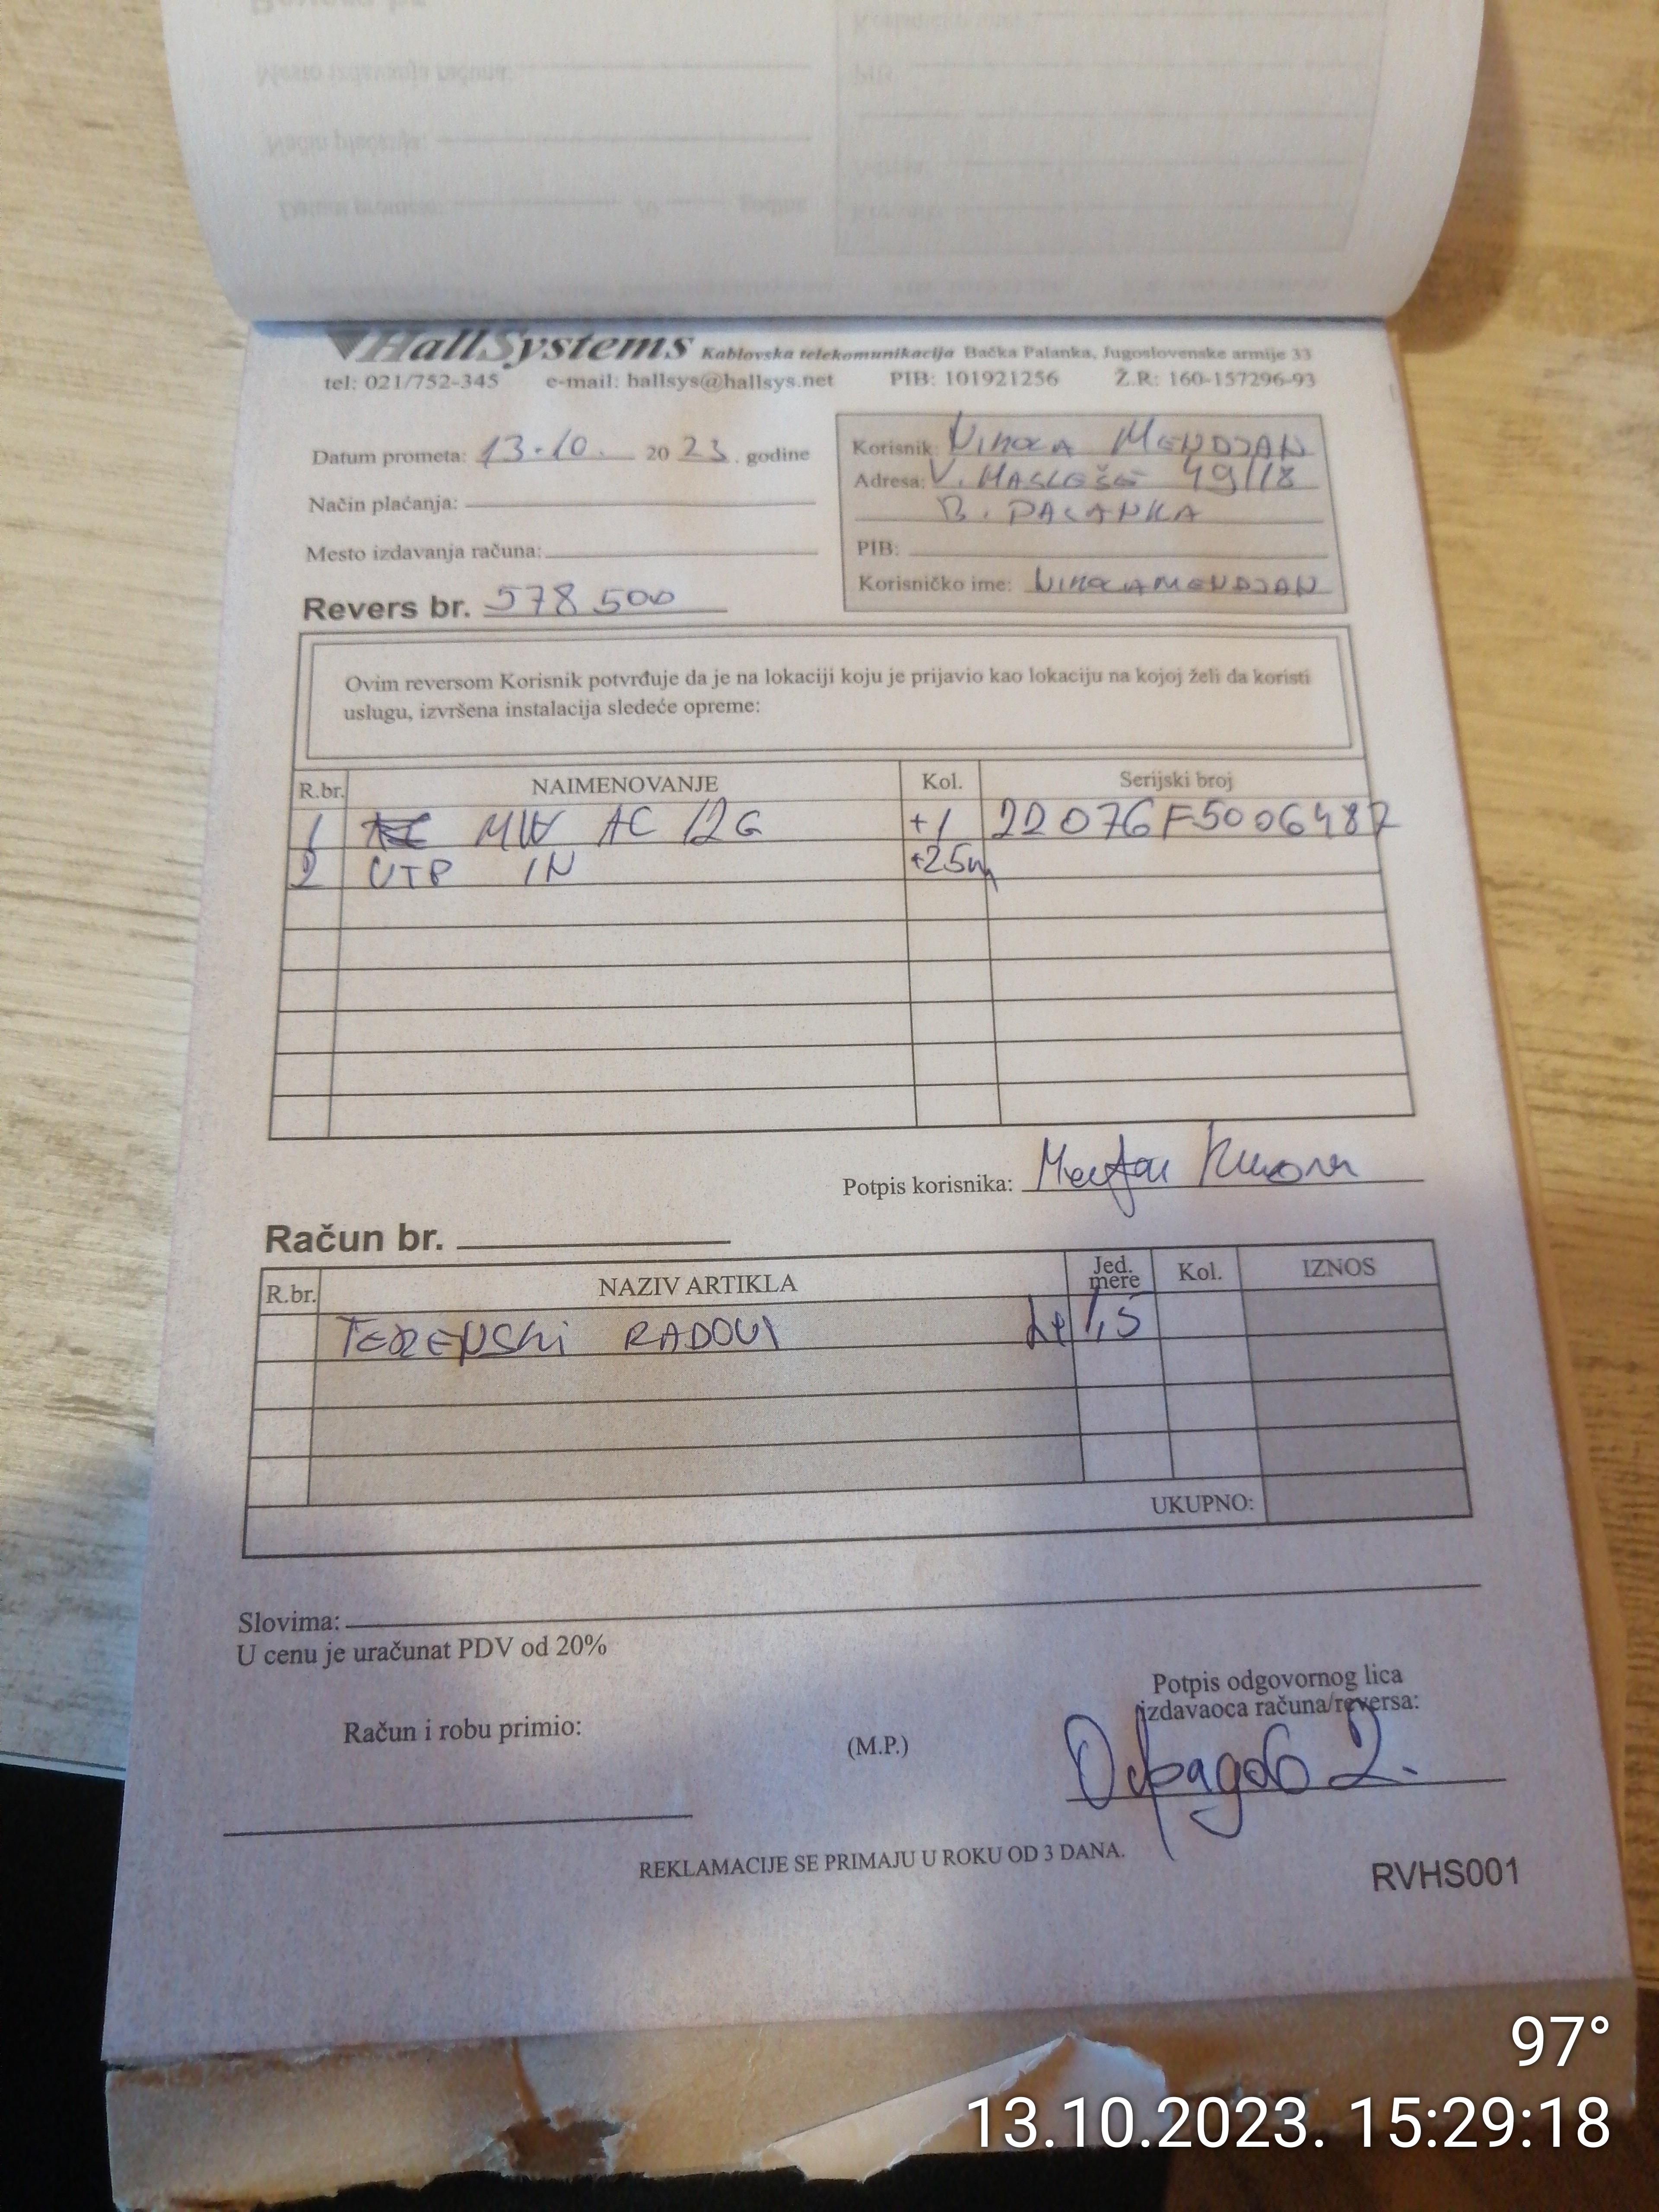 HallSystems Kablovska telekomunikacija Bačka Palanka, Jugoslovenske armije 33
tel: 021/752-345 e-mail: hallsys@hallsys.net PIB: 101921256 Ž.R: 160-157296-93
Datum prometa: 13.10. 2023. godine
Način plaćanja:
Mesto izdavanja računa:
Revers br. 578500
Korisnik: NIKOLA MENDJAN
Adresa: V. MASLEŠE 49/18
B. PALANKA
PIB:
Korisničko ime: NIKOLAMENDJAN
Ovim reversom Korisnik potvrđuje da je na lokaciji koju je prijavio kao lokaciju na kojoj želi da koristi
uslugu, izvršena instalacija sledeće opreme:
R.br. NAIMENOVANJE Kol. Serijski broj
1 MW AC 12G +1 22076F5006487
2 UTP IN +25m
Potpis korisnika:
Račun br.
R.br. NAZIV ARTIKLA Jed. mere Kol. IZNOS
TERENSKI RADOVI 1,5
UKUPNO:
Slovima:
U cenu je uračunat PDV od 20%
Potpis odgovornog lica
izdavaoca računa/reversa:
Račun i robu primio:
(M.P.)
REKLAMACIJE SE PRIMAJU U ROKU OD 3 DANA.
RVHS001
97°
13.10.2023. 15:29:18